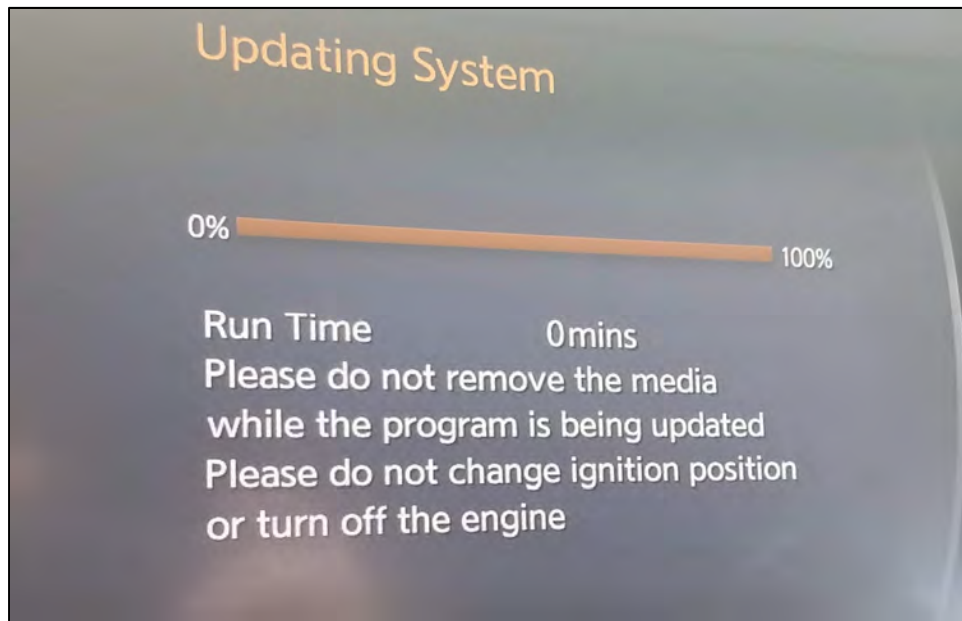 Updating System
0% 100%
Run Time 0mins
Please do not remove the media
while the program is being updated
Please do not change ignition position
or turn off the engine